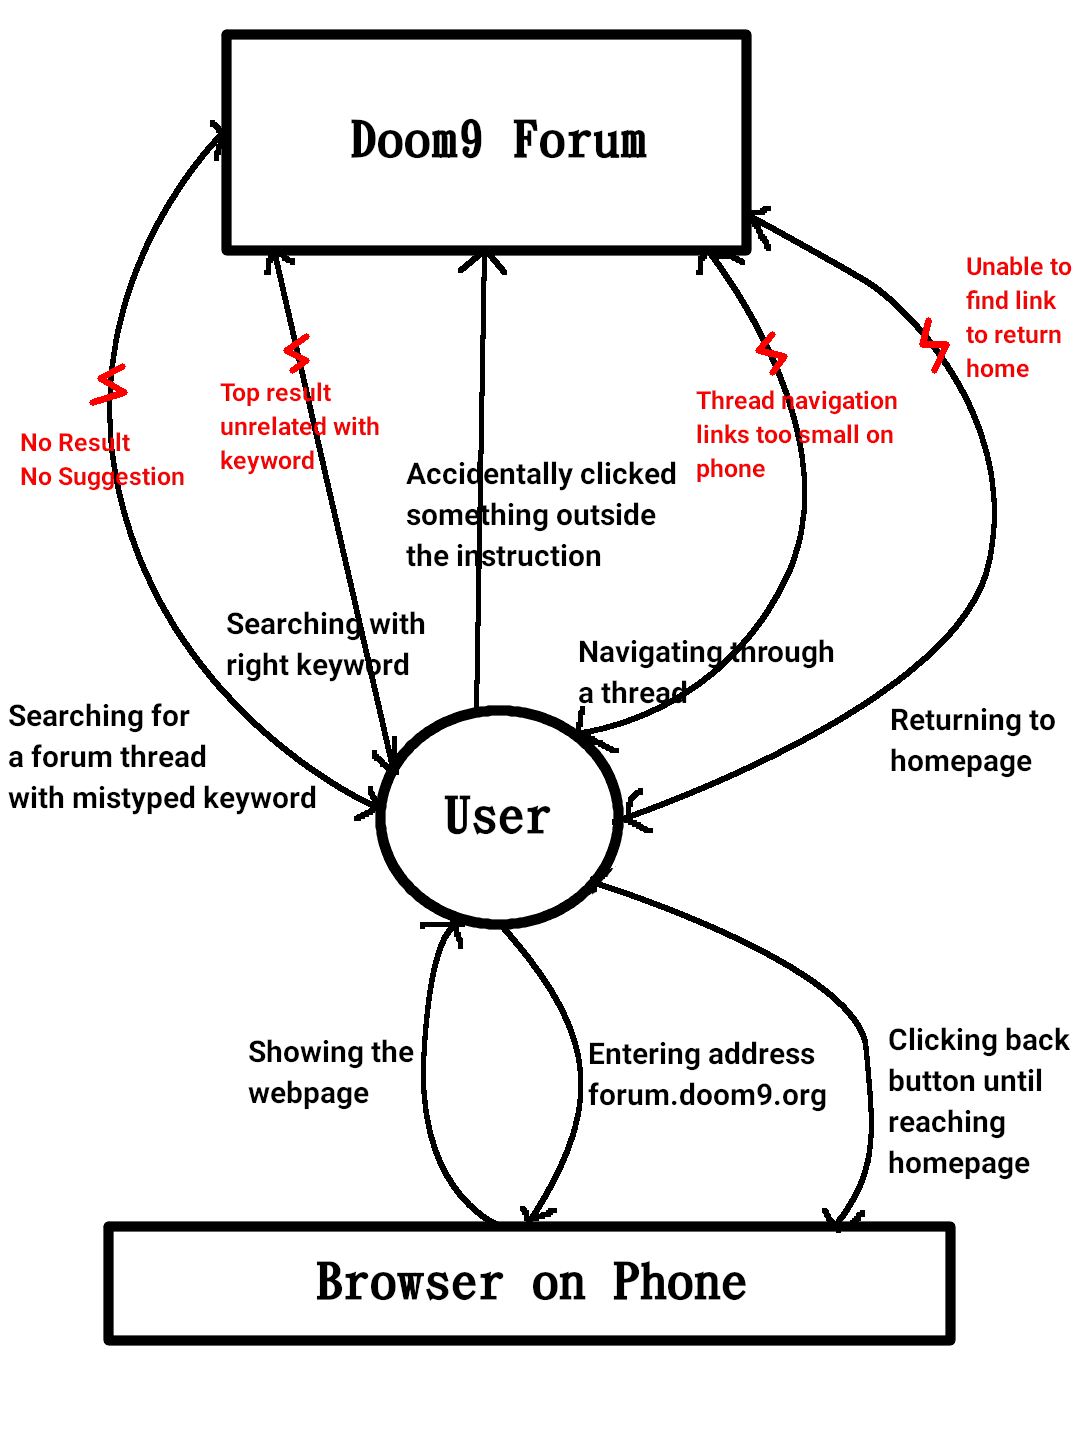 Doom9 Forum
Unable to
find link
to return
home
Top result
unrelated with
keyword
Thread navigation
links too small on
phone
No Result
No Suggestion
Accidentally clicked
something outside
the instruction
Searching with
right keyword
Navigating through
a thread
Searching for
a forum thread
with mistyped keyword
Returning to
homepage
User
Showing the
webpage
Entering address
forum.doom9.org
Clicking back
button until
reaching
homepage
Browser on Phone